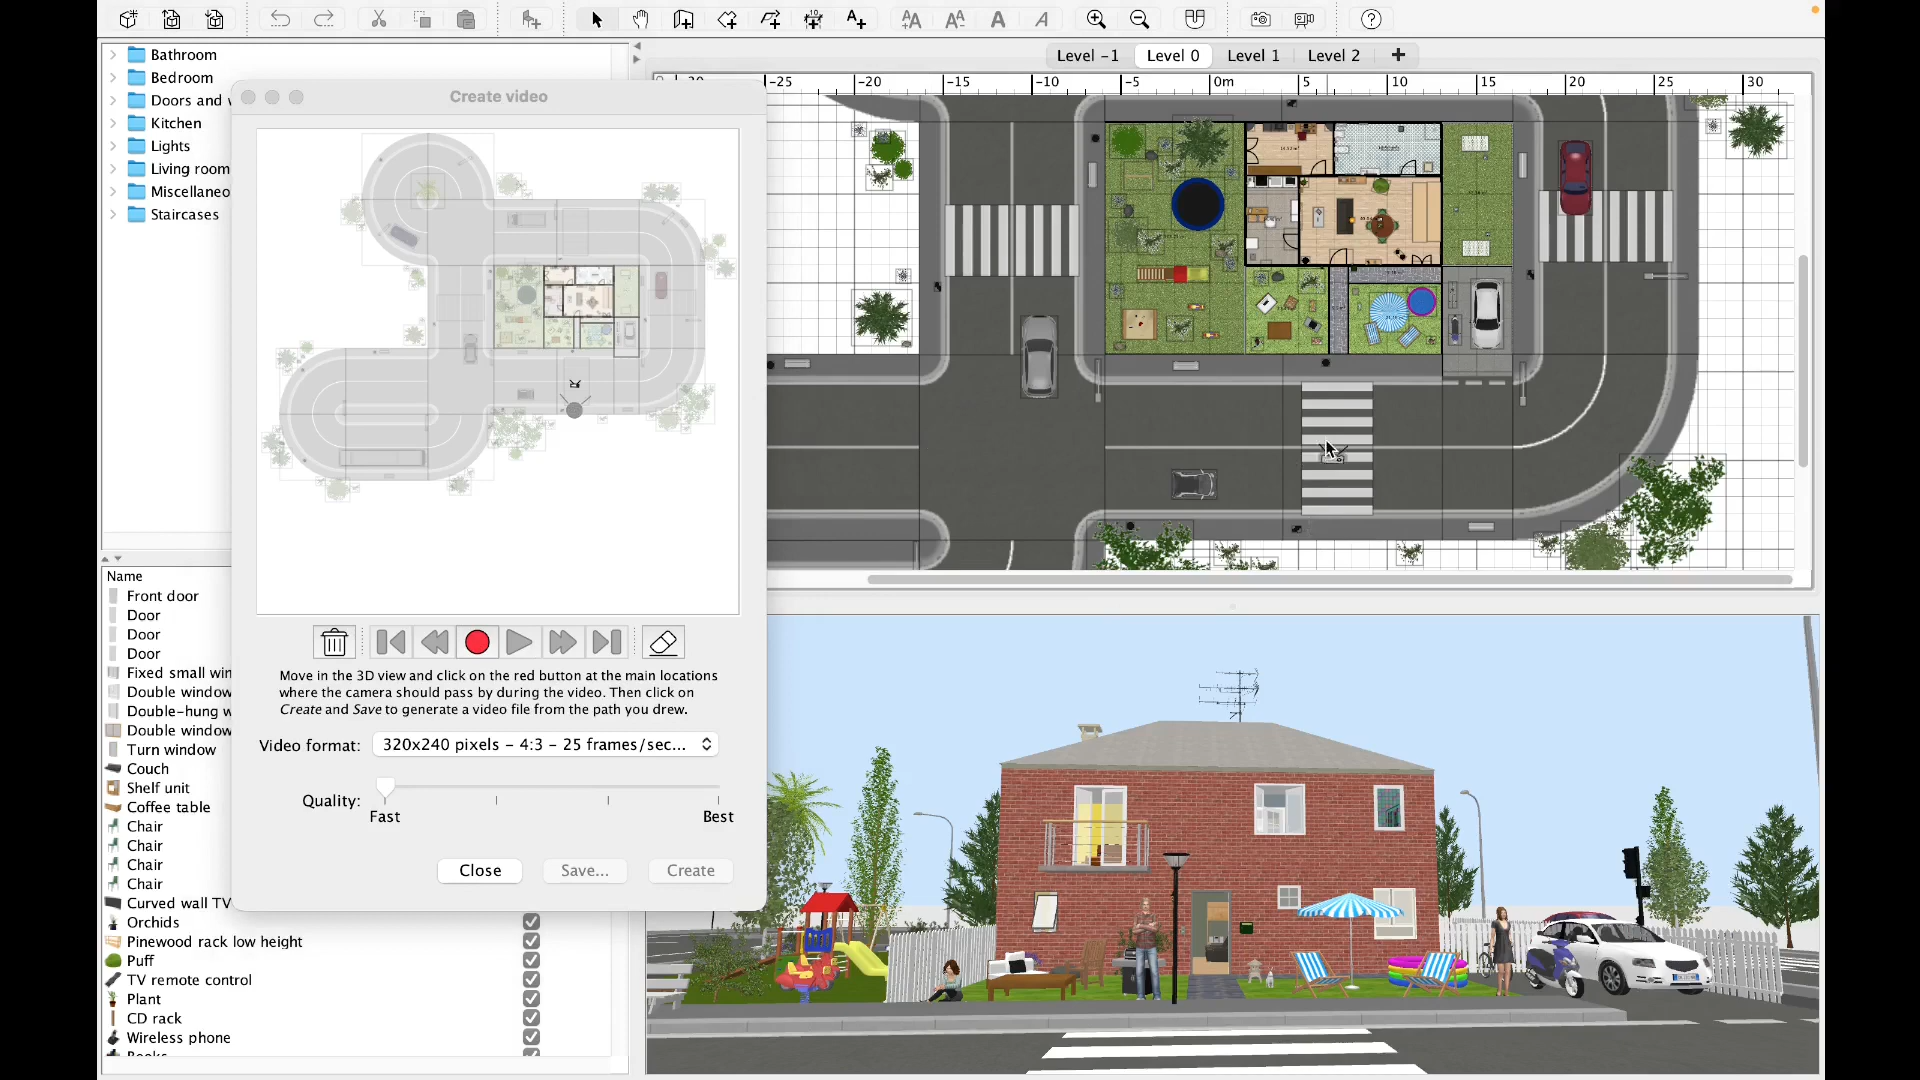 Level -1
Level 0
Level 1
Level 2
-25
-20
-15
-10
-5
0m
5
10
15
20
25
30
Bathroom
Bedroom
Doors and
Kitchen
Lights
Living room
Miscellaneo
Staircases
Create video
Move in the 3D view and click on the red button at the main locations
where the camera should pass by during the video. Then click on
Create and Save to generate a video file from the path you drew.
Video format:
320x240 pixels - 4:3 - 25 frames/sec...
Quality:
Fast
Best
Close
Save...
Create
Name
Front door
Door
Door
Door
Fixed small win
Double window
Double-hung w
Double window
Turn window
Couch
Shelf unit
Coffee table
Chair
Chair
Chair
Chair
Curved wall TV
Orchids
Pinewood rack low height
Puff
TV remote control
Plant
CD rack
Wireless phone